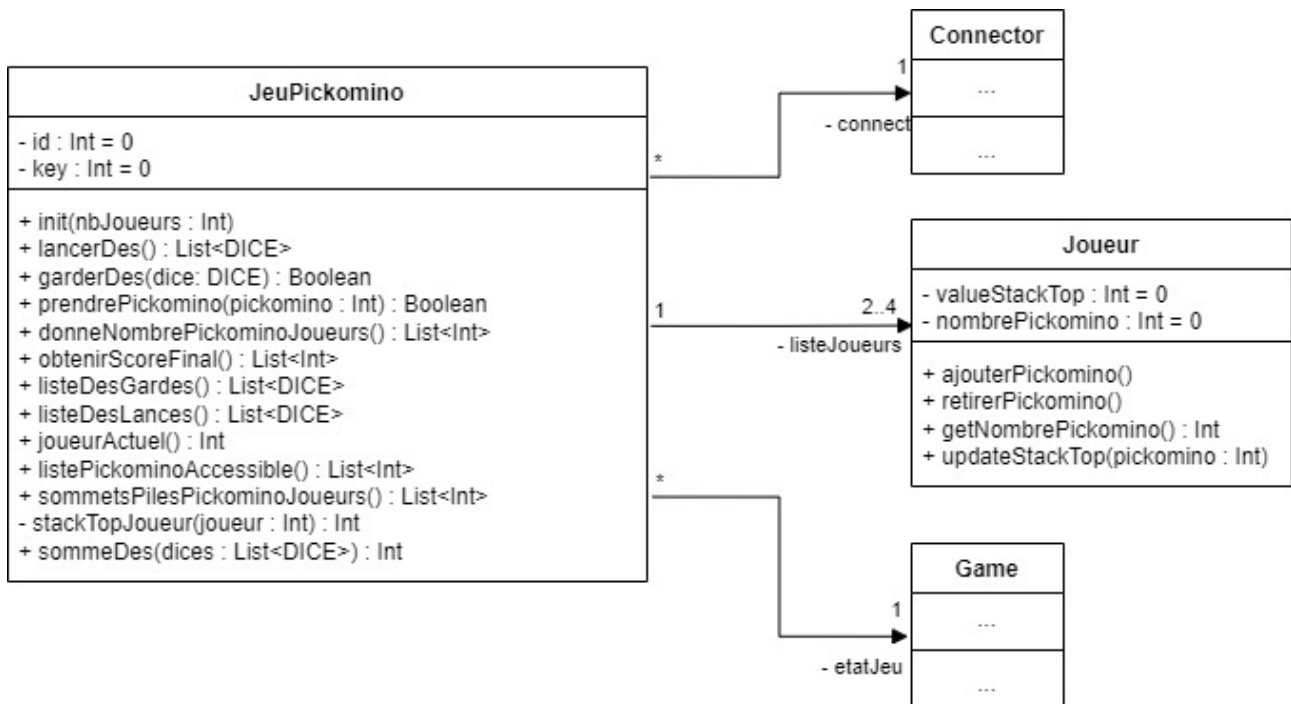 JeuPickomino
- id : Int = 0
- key : Int = 0
+ init(nbJoueurs : Int)
+ lancerDes() : List<DICE>
+ garderDes(dice: DICE) : Boolean
+ prendrePickomino(pickomino : Int) : Boolean
+ donneNombrePickominoJoueurs() : List<Int>
+ obtenirScoreFinal() : List<Int>
+ listeDesGardes() : List<DICE>
+ listeDesLances() : List<DICE>
+ joueurActuel() : Int
+ listePickominoAccessible() : List<Int>
+ sommetsPilesPickominoJoueurs() : List<Int>
- stackTopJoueur(joueur : Int) : Int
+ sommeDes(dices : List<DICE>) : Int
*
1
- connect
Connector
...
...
1
2..4
- listeJoueurs
Joueur
- valueStackTop : Int = 0
- nombrePickomino : Int = 0
+ ajouterPickomino()
+ retirerPickomino()
+ getNombrePickomino() : Int
+ updateStackTop(pickomino : Int)
*
1
- etatJeu
Game
...
...